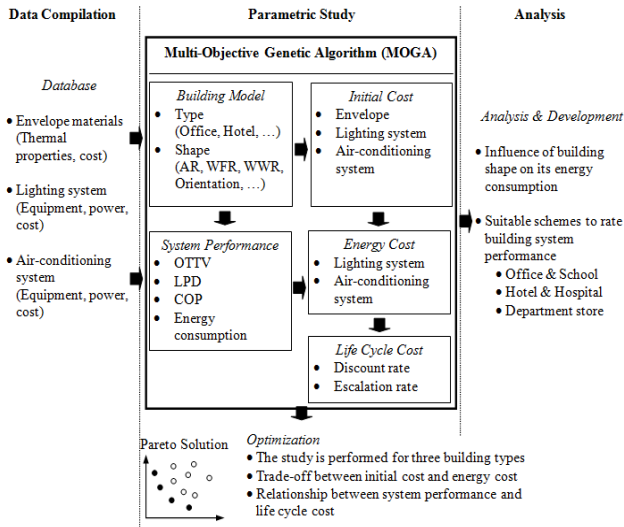 Data Compilation
Parametric Study
Analysis
Multi-Objective Genetic Algorithm (MOGA)
Database
• Envelope materials
(Thermal
properties, cost)
• Lighting system
(Equipment, power,
cost)
• Air-conditioning
system
(Equipment, power,
cost)
Building Model
• Type
(Office, Hotel, …)
• Shape
(AR, WFR, WWR,
Orientation, …)
Initial Cost
• Envelope
• Lighting system
• Air-conditioning
system
System Performance
• OTTV
• LPD
• COP
• Energy
consumption
Energy Cost
• Lighting system
• Air-conditioning
system
Life Cycle Cost
• Discount rate
• Escalation rate
Analysis & Development
• Influence of building
shape on its energy
consumption
• Suitable schemes to rate
building system
performance
• Office & School
• Hotel & Hospital
• Department store
Pareto Solution
Optimization
• The study is performed for three building types
• Trade-off between initial cost and energy cost
• Relationship between system performance and
life cycle cost